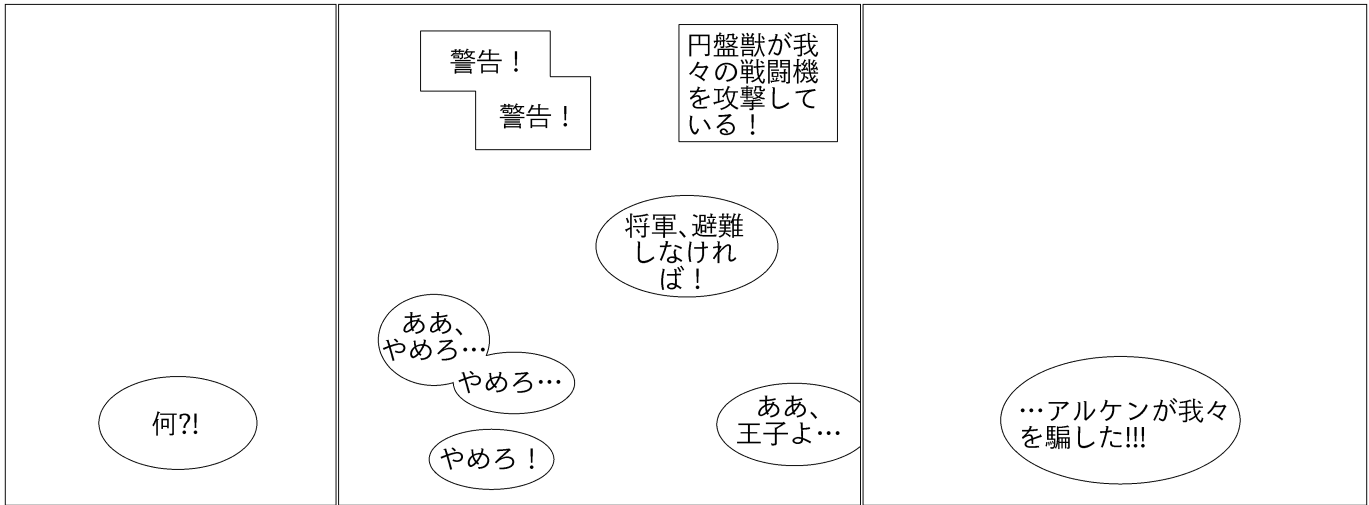 何?!
警告！
警告！
円盤獣が我
々の戦闘機
を攻撃して
いる！
将軍、避難
しなけれ
ば！
ああ、
やめろ…
やめろ…
やめろ！
ああ、
王子よ…
…アルケンが我々
を騙した!!!